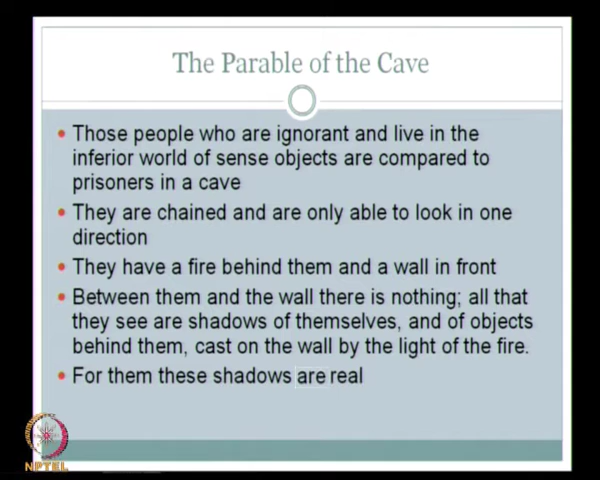 The Parable of the Cave
• Those people who are ignorant and live in the
inferior world of sense objects are compared to
prisoners in a cave
• They are chained and are only able to look in one
direction
• They have a fire behind them and a wall in front
• Between them and the wall there is nothing; all that
they see are shadows of themselves, and of objects
behind them, cast on the wall by the light of the fire.
• For them these shadows are real
NPTEL